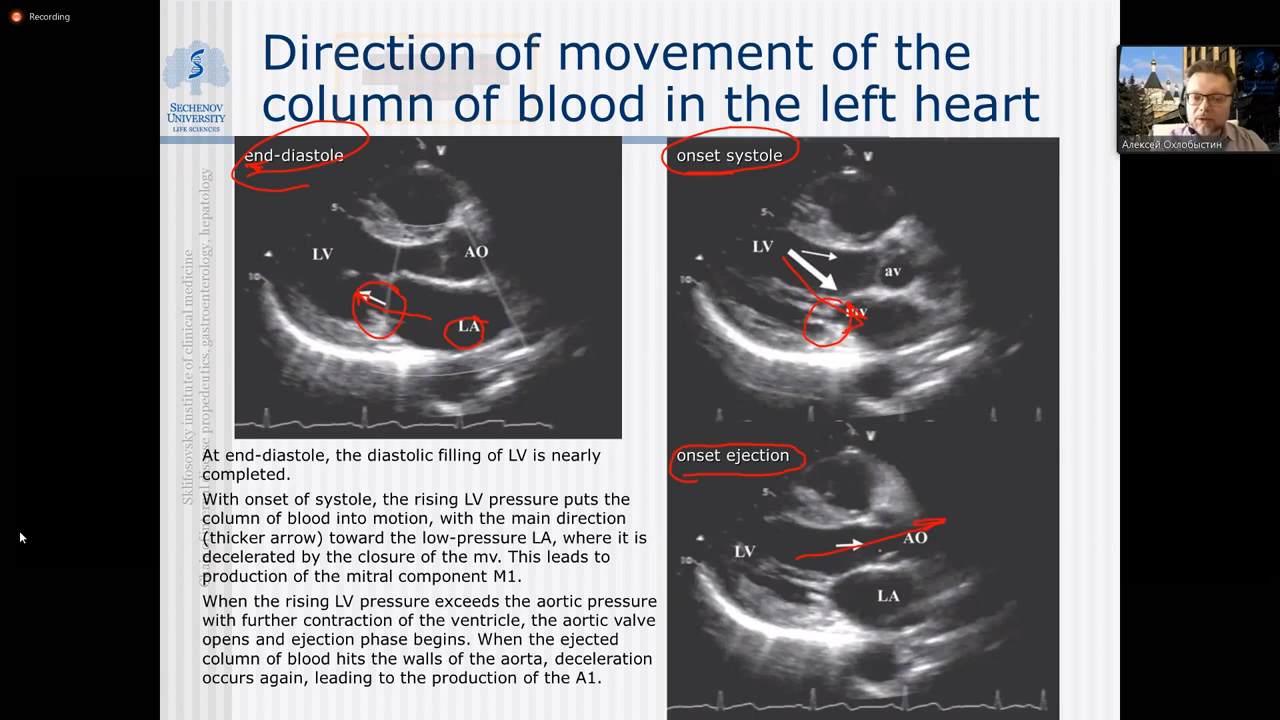 Recording
Direction of movement of the
column of blood in the left heart
SECHENOV
UNIVERSITY
LIFE SCIENCES
Алексей Охлобыстин
end-diastole
V
5
LV
AO
10
LA
onset systole
V
5
LV
av
10
mv
onset ejection
V
5
LV
AO
10
LA
At end-diastole, the diastolic filling of LV is nearly
completed.
With onset of systole, the rising LV pressure puts the
column of blood into motion, with the main direction
(thicker arrow) toward the low-pressure LA, where it is
decelerated by the closure of the mv. This leads to
production of the mitral component M1.
When the rising LV pressure exceeds the aortic pressure
with further contraction of the ventricle, the aortic valve
opens and ejection phase begins. When the ejected
column of blood hits the walls of the aorta, deceleration
occurs again, leading to the production of the A1.
Sklifosovsky institute of clinical medicine
disease propedeutics, gastroenterology, hepatology